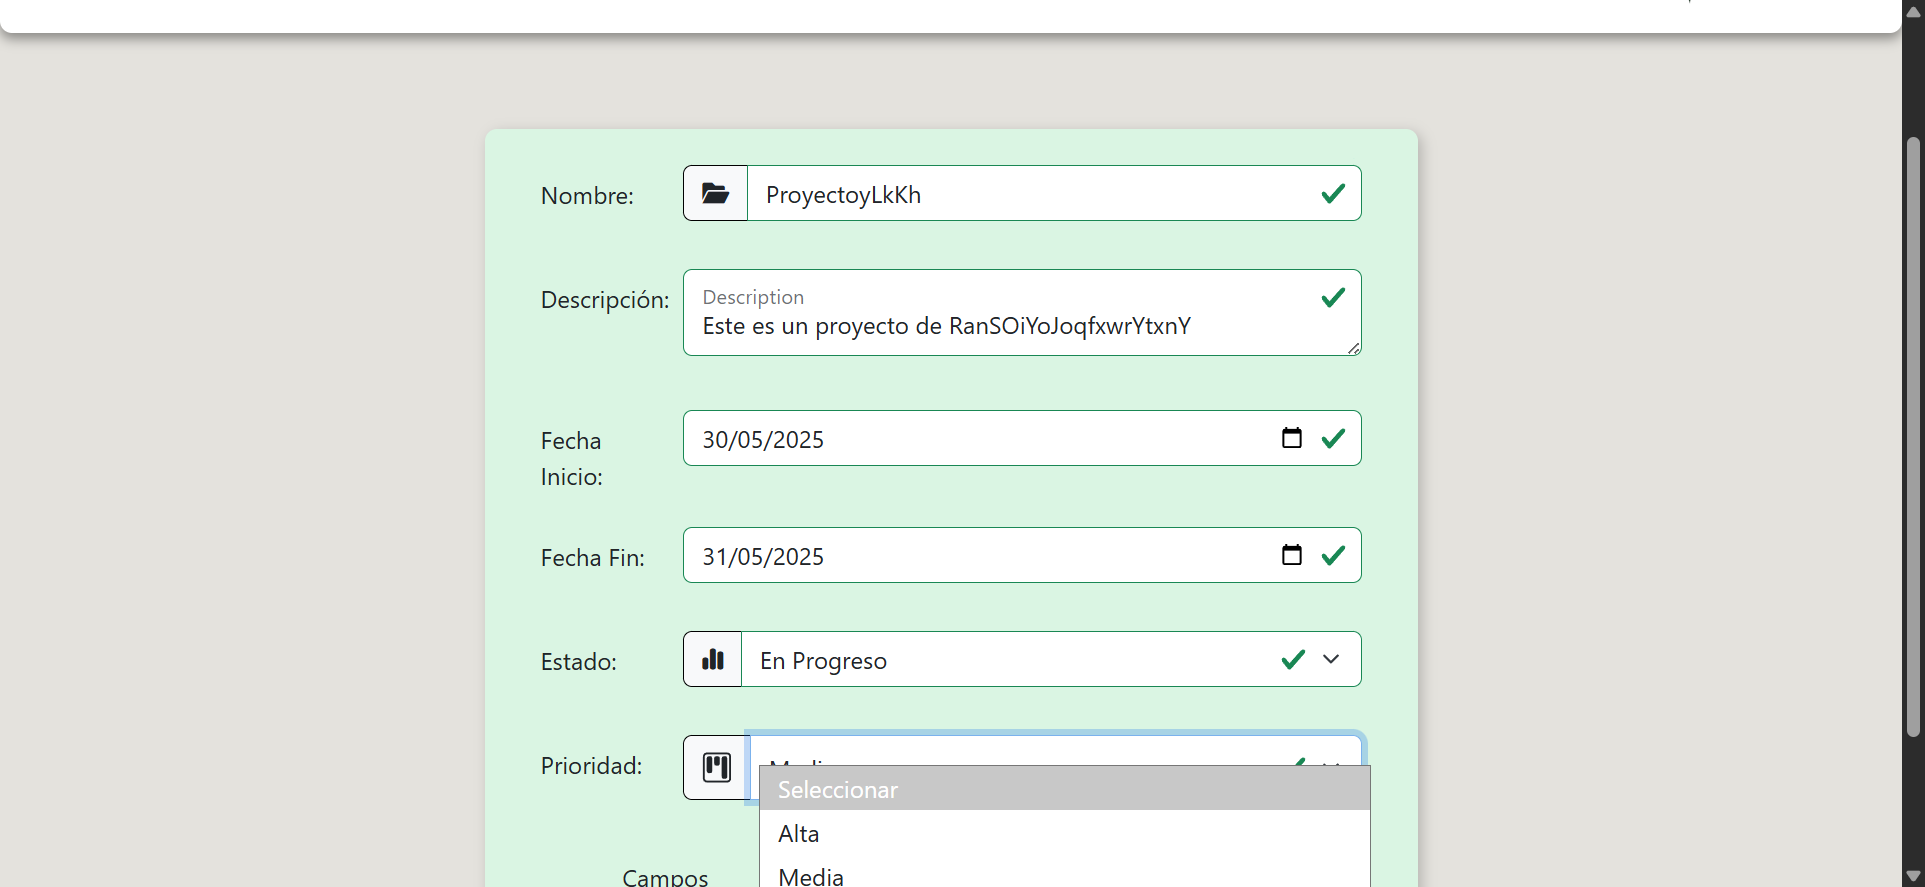 Nombre:
ProyectoyLkKh
Descripción:
Description
Este es un proyecto de RanSOiYoJoqfxwrYtxnY
Fecha
Inicio:
30/05/2025
Fecha Fin:
31/05/2025
Estado:
En Progreso
Prioridad:
Media
Seleccionar
Alta
Media
Campos